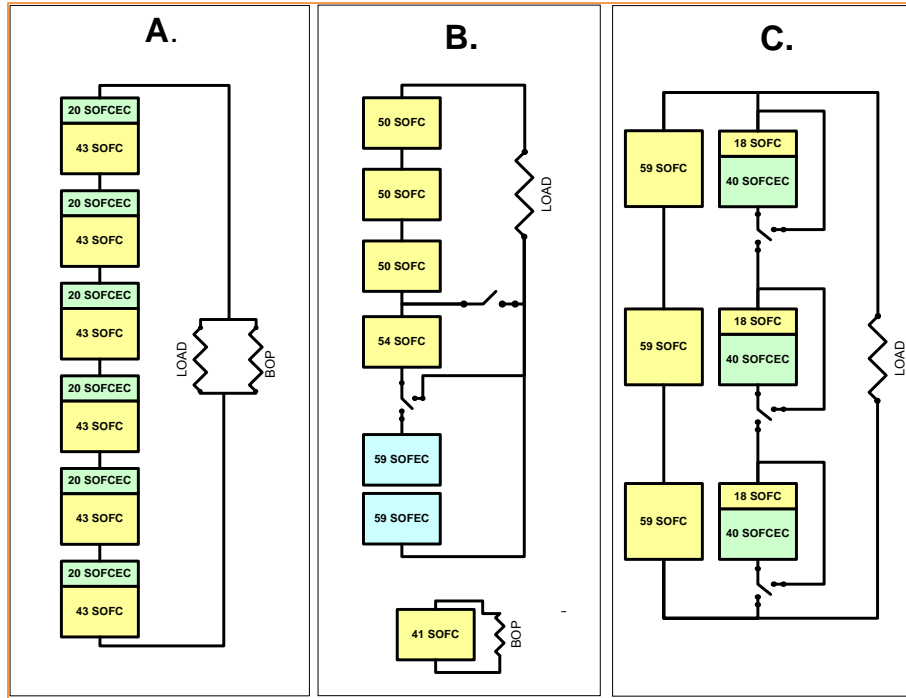 A.
20 SOFCEC
43 SOFC
20 SOFCEC
43 SOFC
20 SOFCEC
43 SOFC
20 SOFCEC
43 SOFC
20 SOFCEC
43 SOFC
20 SOFCEC
43 SOFC
LOAD
BOP
B.
50 SOFC
50 SOFC
50 SOFC
54 SOFC
59 SOFEC
59 SOFEC
LOAD
41 SOFC
BOP
C.
59 SOFC
59 SOFC
59 SOFC
18 SOFC
40 SOFCEC
18 SOFC
40 SOFCEC
18 SOFC
40 SOFCEC
LOAD